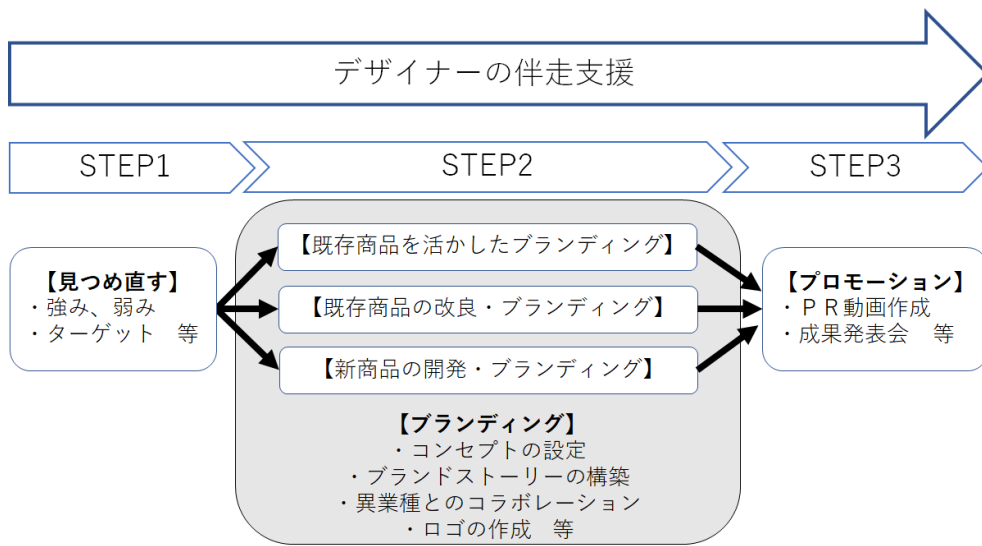 デザイナーの伴走支援
STEP1
STEP2
STEP3
【見つめ直す】
・強み、弱み
・ターゲット　等
【既存商品を活かしたブランディング】
【既存商品の改良・ブランディング】
【新商品の開発・ブランディング】
【ブランディング】
・コンセプトの設定
・ブランドストーリーの構築
・異業種とのコラボレーション
・ロゴの作成　等
【プロモーション】
・ＰＲ動画作成
・成果発表会　等